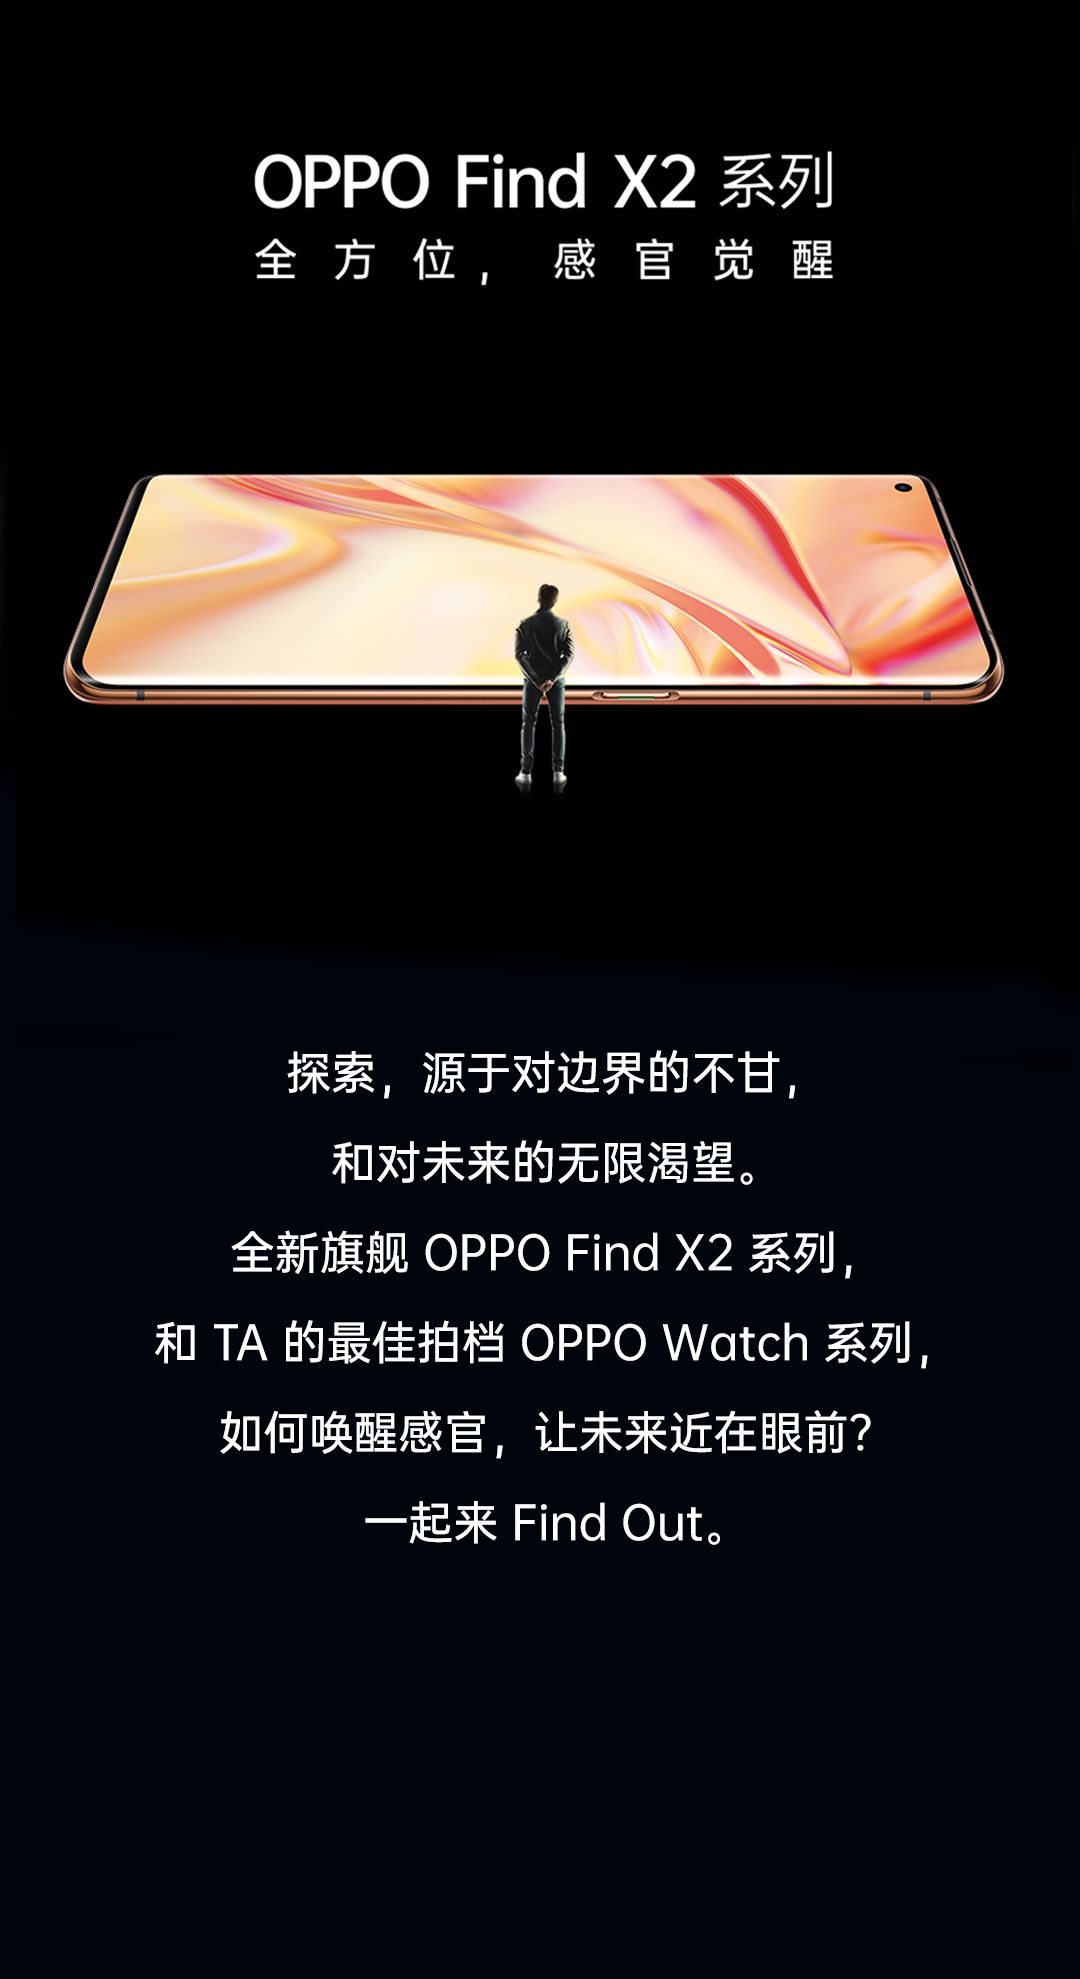 OPPO Find X2 系列
全方位，感官觉醒
探索，源于对边界的不甘，
和对未来的无限渴望。
全新旗舰 OPPO Find X2 系列，
和 TA 的最佳拍档 OPPO Watch 系列，
如何唤醒感官，让未来近在眼前？
一起来 Find Out。